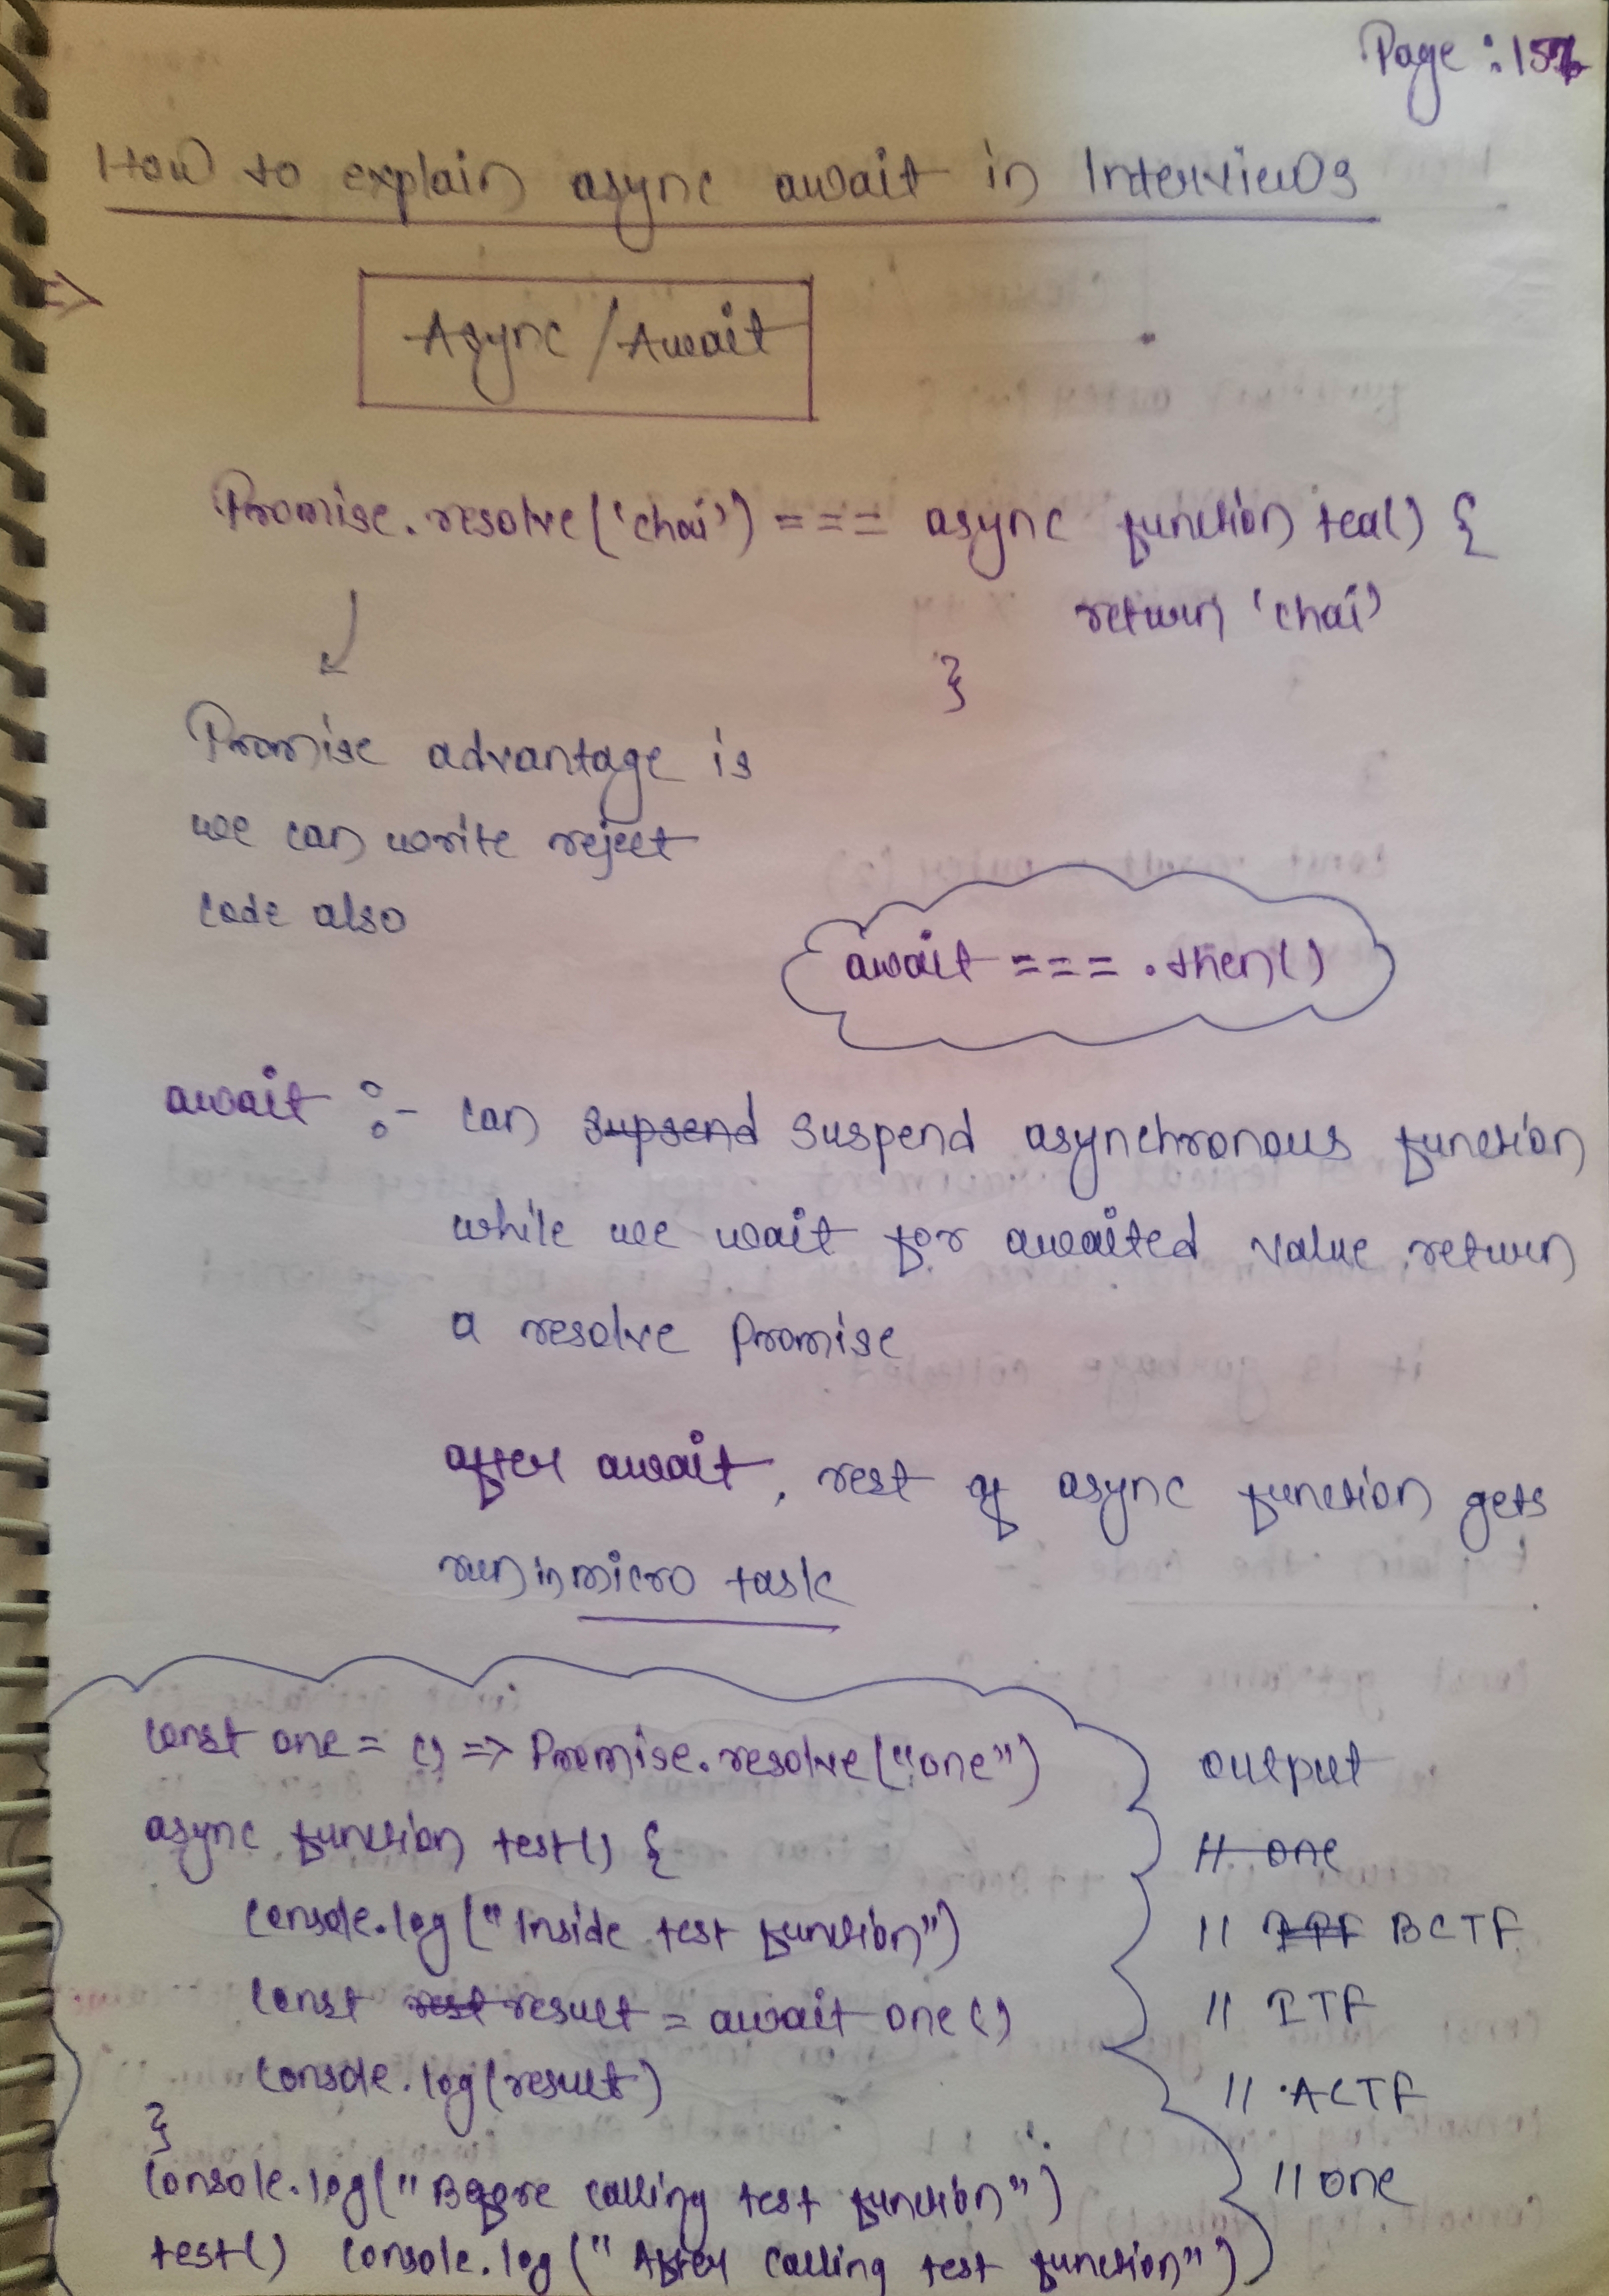 Page : 157
How to explain async await in Interviews
⇒
Async / Await
Promise.resolve('chai') === async function tea() {
return 'chai'
}
Promise advantage is
we can write reject
code also
await === .then()
await :- can supsend suspend asynchronous function
while we wait for awaited value return
a resolve Promise
after await, rest of async function gets
run in micro task
const one = () => Promise.resolve("one")
async function test() {
console.log("Inside test function")
const rest result = await one()
console.log(result)
}
console.log("Before calling test function")
test() console.log("After calling test function")
output
// one
// BCTF
// ITF
// ACTF
// one